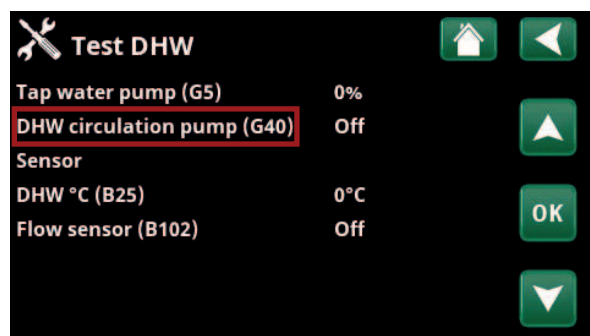 Test DHW
Tap water pump (G5) 0%
DHW circulation pump (G40) Off
Sensor
DHW °C (B25) 0°C
Flow sensor (B102) Off
OK